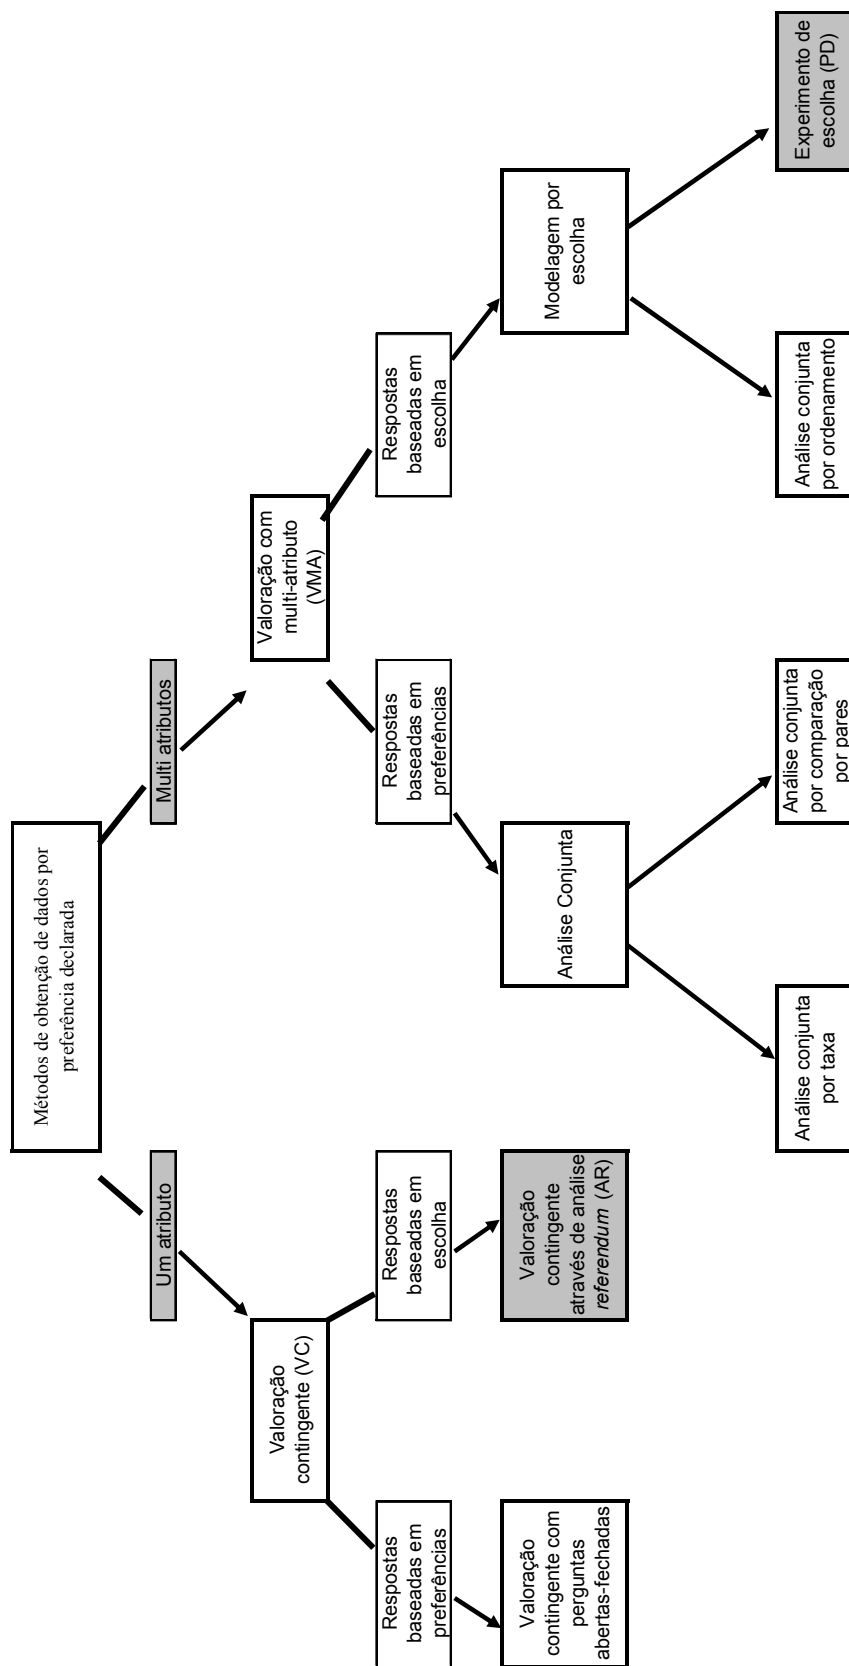 Métodos de obtenção de dados por
preferência declarada
Um atributo
Multi atributos
Valoração
contingente (VC)
Valoração com
multi-atributo
(VMA)
Respostas
baseadas em
preferências
Respostas
baseadas em
escolha
Respostas
baseadas em
preferências
Respostas
baseadas em
escolha
Valoração
contingente com
perguntas
abertas-fechadas
Valoração
contingente
através de análise
referendum (AR)
Análise Conjunta
Modelagem por
escolha
Análise conjunta
por taxa
Análise conjunta
por comparação
por pares
Análise conjunta
por ordenamento
Experimento de
escolha (PD)